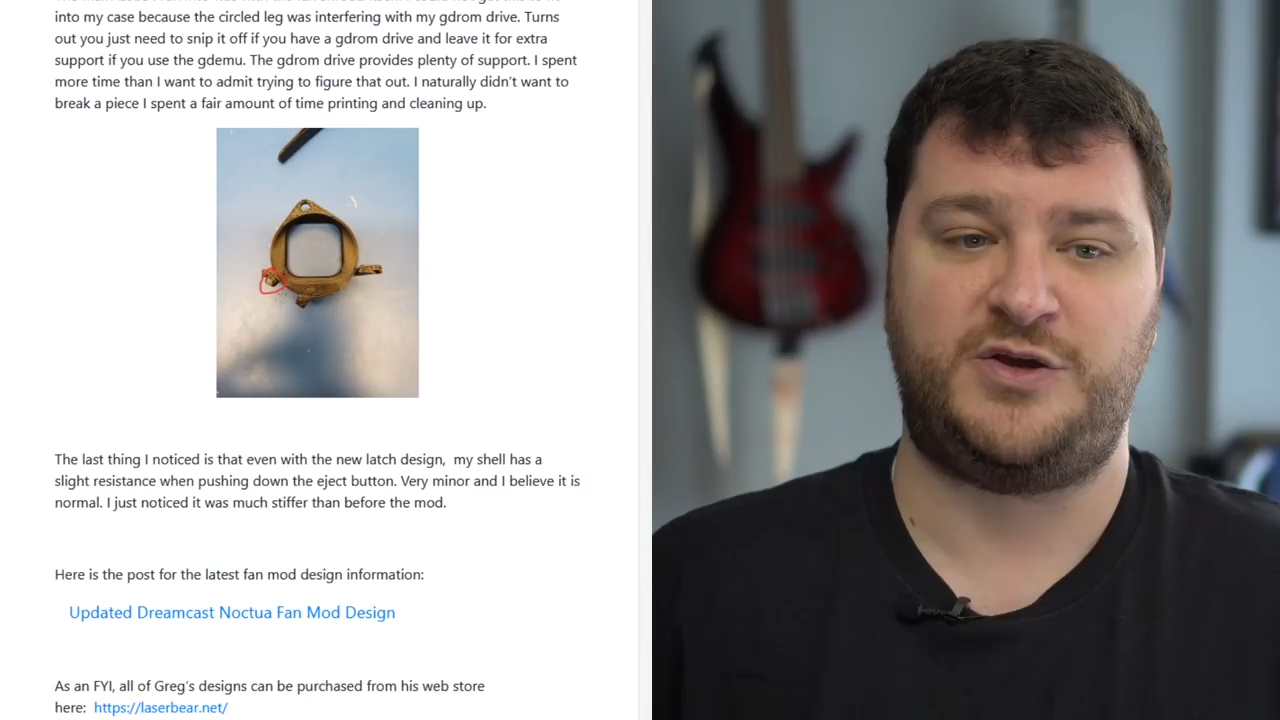 into my case because the circled leg was interfering with my gdrom drive. Turns
out you just need to snip it off if you have a gdrom drive and leave it for extra
support if you use the gdemu. The gdrom drive provides plenty of support. I spent
more time than I want to admit trying to figure that out. I naturally didn't want to
break a piece I spent a fair amount of time printing and cleaning up.
The last thing I noticed is that even with the new latch design,  my shell has a
slight resistance when pushing down the eject button. Very minor and I believe it is
normal. I just noticed it was much stiffer than before the mod.
Here is the post for the latest fan mod design information:
Updated Dreamcast Noctua Fan Mod Design
As an FYI, all of Greg's designs can be purchased from his web store
here:  https://laserbear.net/